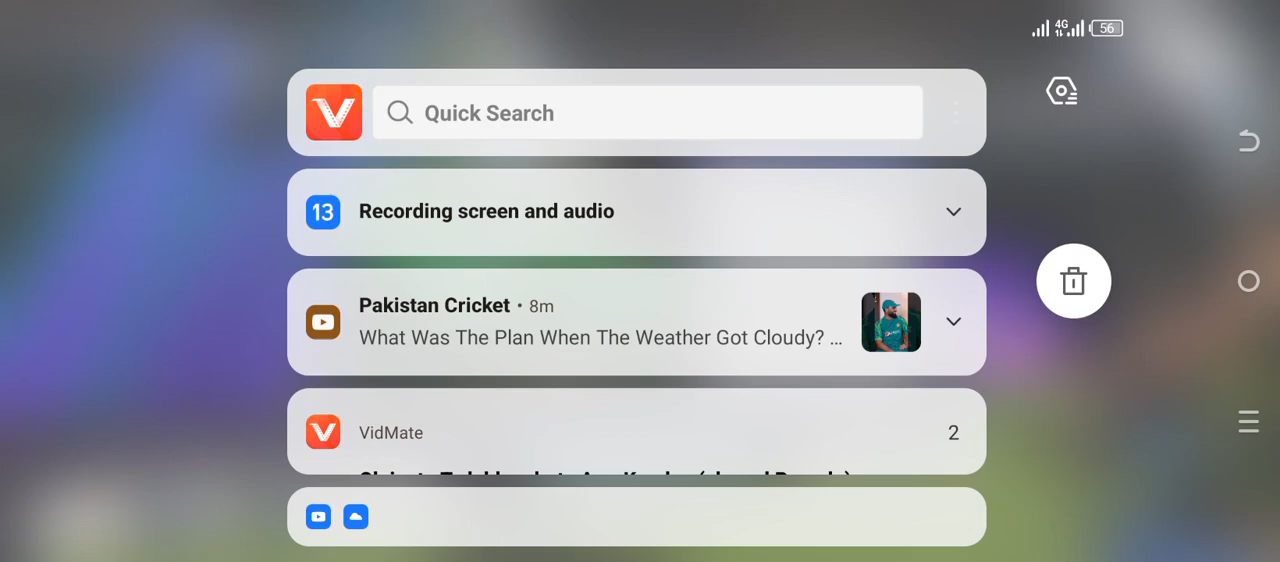 4G
56
Quick Search
13
Recording screen and audio
Pakistan Cricket • 8m
What Was The Plan When The Weather Got Cloudy? ...
VidMate
2